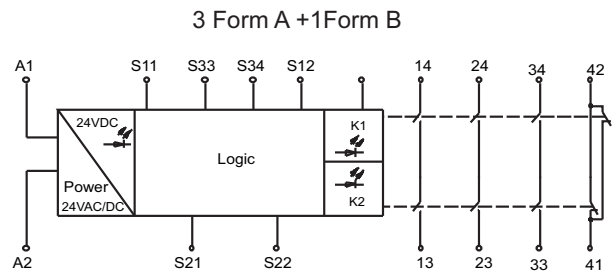 3 Form A +1Form B
A1 S11 S33 S34 S12 14 24 34 42
24VDC
K1
Logic
Power
24VAC/DC
K2
A2 S21 S22 13 23 33 41